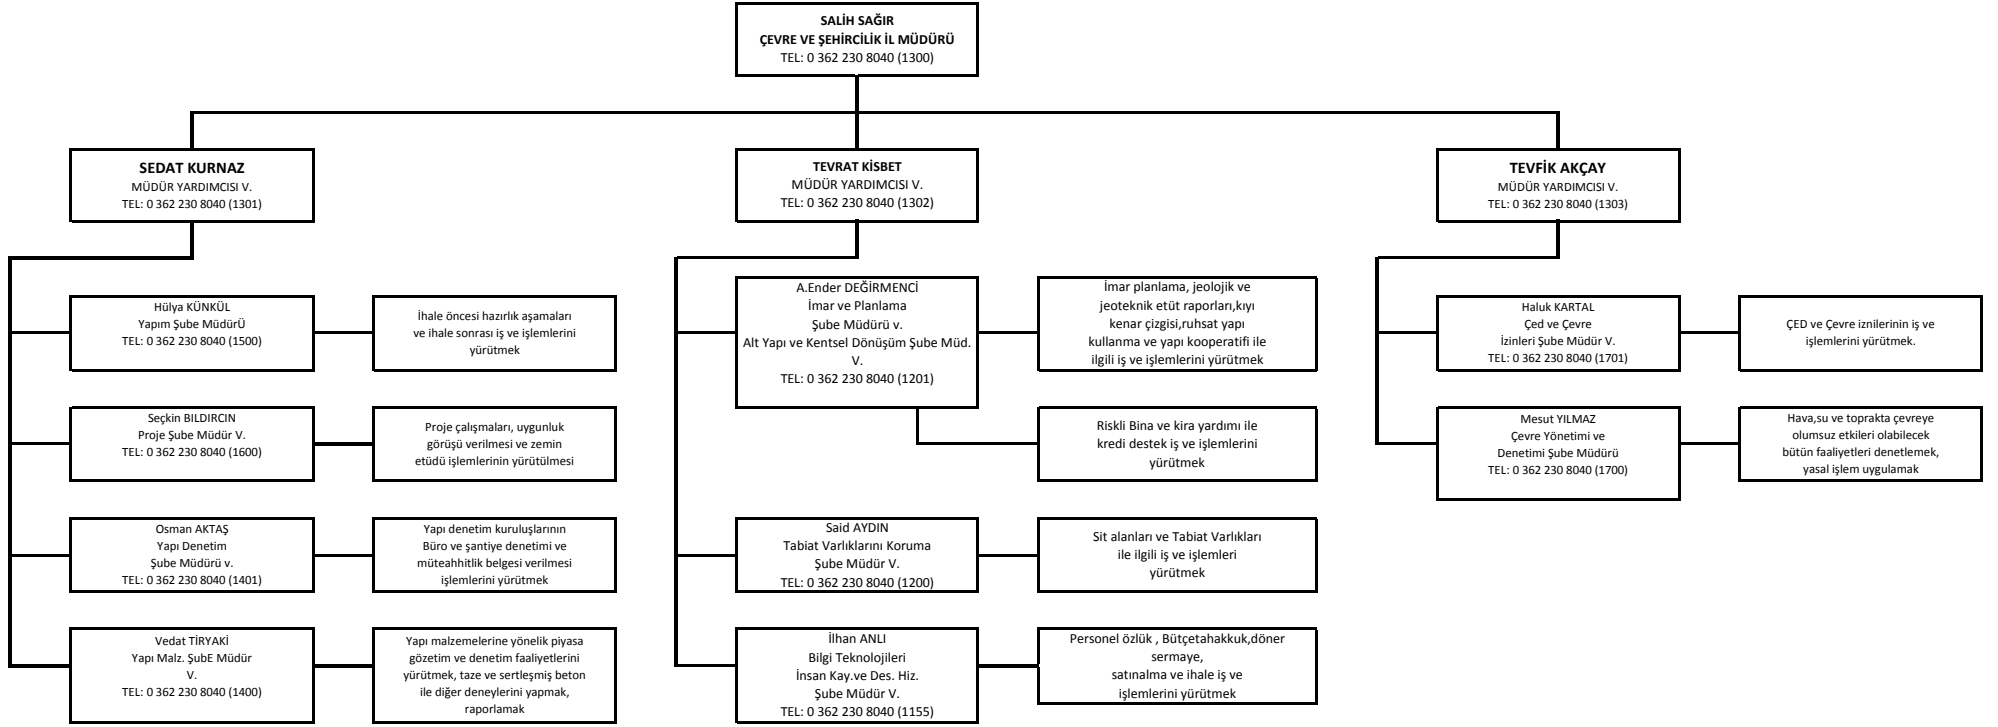 SALİH SAĞIR
ÇEVRE VE ŞEHİRCİLİK İL MÜDÜRÜ
TEL: 0 362 230 8040 (1300)
SEDAT KURNAZ
MÜDÜR YARDIMCISI V.
TEL: 0 362 230 8040 (1301)
TEVRAT KİSBET
MÜDÜR YARDIMCISI V.
TEL: 0 362 230 8040 (1302)
TEVFİK AKÇAY
MÜDÜR YARDIMCISI V.
TEL: 0 362 230 8040 (1303)
Hülya KÜNKÜL
Yapım Şube MüdürÜ
TEL: 0 362 230 8040 (1500)
İhale öncesi hazırlık aşamaları
ve ihale sonrası iş ve işlemlerini
yürütmek
Seçkin BILDIRCIN
Proje Şube Müdür V.
TEL: 0 362 230 8040 (1600)
Proje çalışmaları, uygunluk
görüşü verilmesi ve zemin
etüdü işlemlerinin yürütülmesi
Osman AKTAŞ
Yapı Denetim
Şube Müdürü v.
TEL: 0 362 230 8040 (1401)
Yapı denetim kuruluşlarının
Büro ve şantiye denetimi ve
müteahhitlik belgesi verilmesi
işlemlerini yürütmek
Vedat TİRYAKİ
Yapı Malz. ŞubE Müdür
V.
TEL: 0 362 230 8040 (1400)
Yapı malzemelerine yönelik piyasa
gözetim ve denetim faaliyetlerini
yürütmek, taze ve sertleşmiş beton
ile diğer deneylerini yapmak,
raporlamak
A.Ender DEĞİRMENCİ
İmar ve Planlama
Şube Müdürü v.
Alt Yapı ve Kentsel Dönüşüm Şube Müd.
V.
TEL: 0 362 230 8040 (1201)
İmar planlama, jeolojik ve
jeoteknik etüt raporları,kıyı
kenar çizgisi,ruhsat yapı
kullanma ve yapı kooperatifi ile
ilgili iş ve işlemlerini yürütmek
Riskli Bina ve kira yardımı ile
kredi destek iş ve işlemlerini
yürütmek
Said AYDIN
Tabiat Varlıklarını Koruma
Şube Müdür V.
TEL: 0 362 230 8040 (1200)
Sit alanları ve Tabiat Varlıkları
ile ilgili iş ve işlemleri
yürütmek
İlhan ANLI
Bilgi Teknolojileri
İnsan Kay.ve Des. Hiz.
Şube Müdür V.
TEL: 0 362 230 8040 (1155)
Personel özlük , Bütçetahakkuk,döner
sermaye,
satınalma ve ihale iş ve
işlemlerini yürütmek
Haluk KARTAL
Çed ve Çevre
İzinleri Şube Müdür V.
TEL: 0 362 230 8040 (1701)
ÇED ve Çevre iznilerinin iş ve
işlemlerini yürütmek.
Mesut YILMAZ
Çevre Yönetimi ve
Denetimi Şube Müdürü
TEL: 0 362 230 8040 (1700)
Hava,su ve toprakta çevreye
olumsuz etkileri olabilecek
bütün faaliyetleri denetlemek,
yasal işlem uygulamak